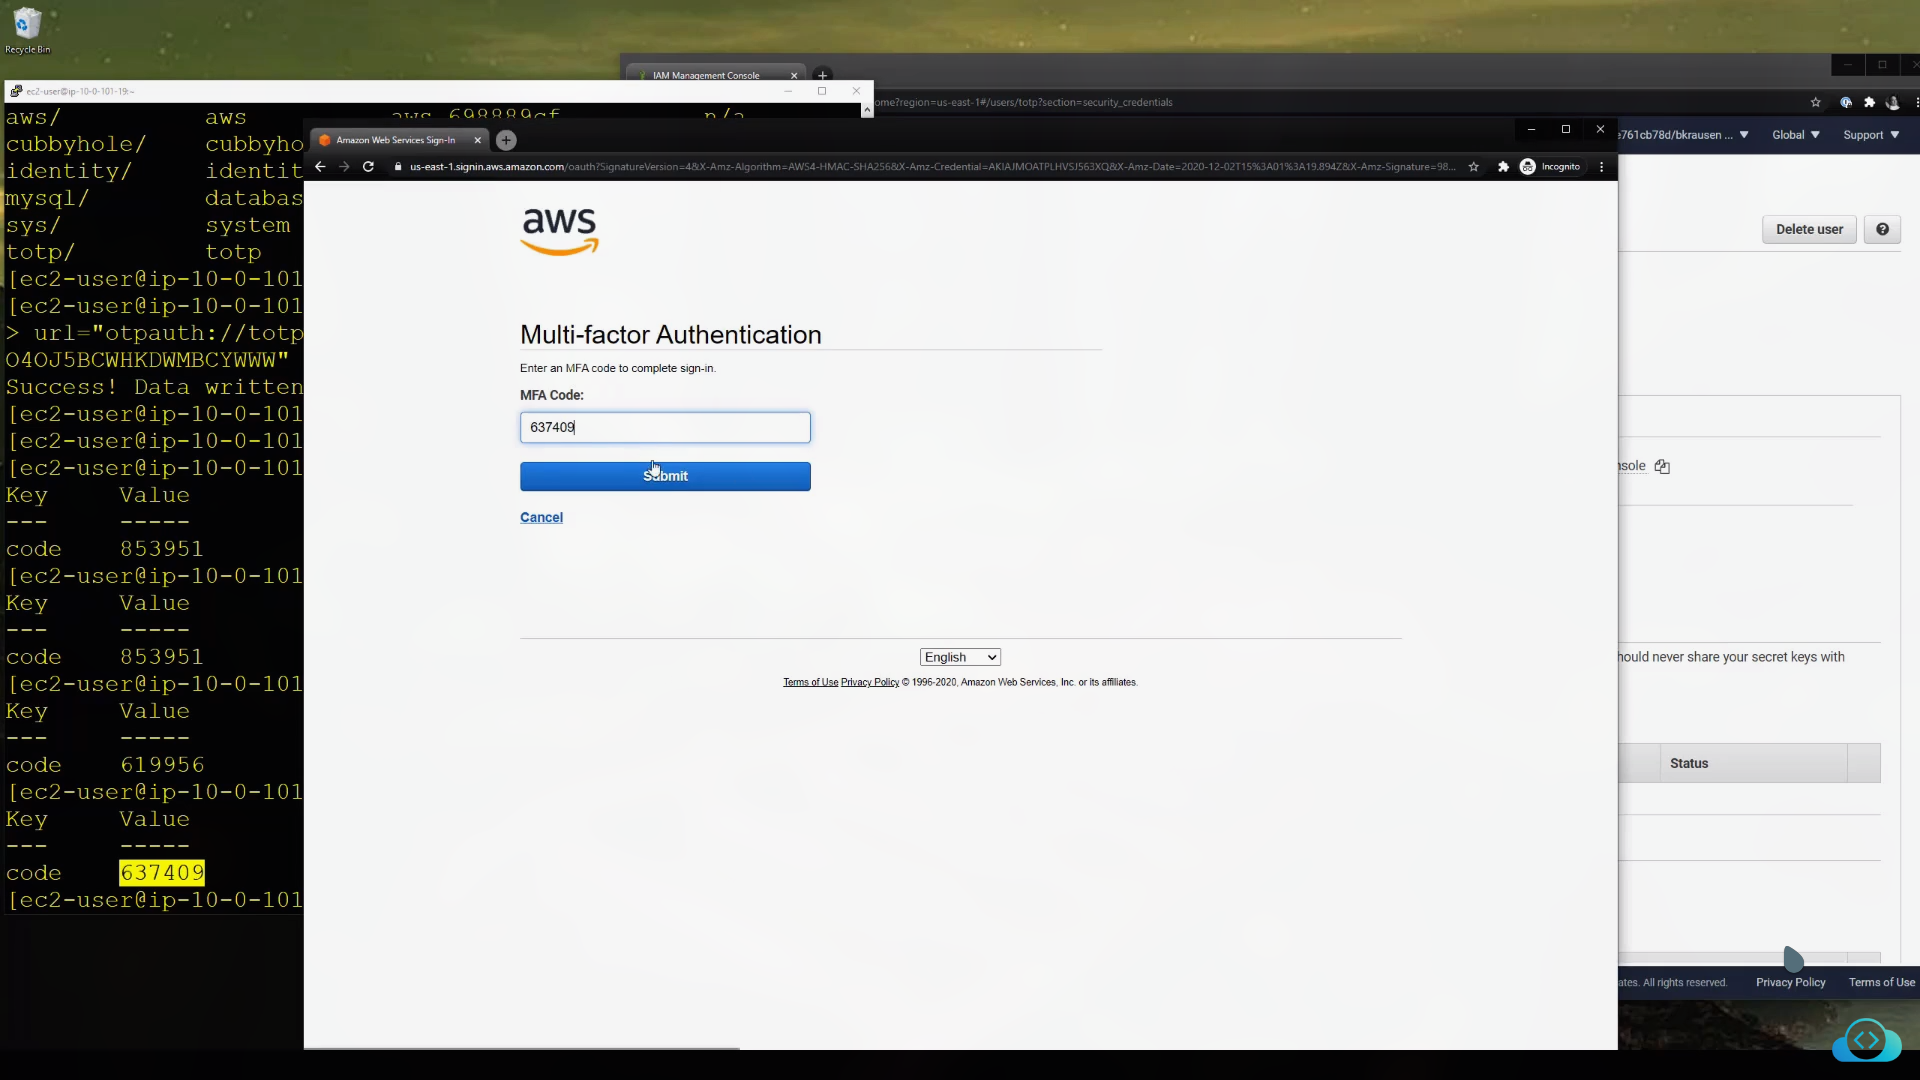 Recycle Bin
IAM Management Console
ec2-user@ip-10-0-101-19:~
ome?region=us-east-1#/users/totp?section=security_credentials
aws/ aws aws_698889cf n/a
cubbyhole/ cubbyho
identity/ identit
mysql/ databas
sys/ system
totp/ totp
[ec2-user@ip-10-0-101
[ec2-user@ip-10-0-101
> url="otpauth://totp
O4OJ5BCWHKDWMBCYWWW"
Success! Data written
[ec2-user@ip-10-0-101
[ec2-user@ip-10-0-101
[ec2-user@ip-10-0-101
Key Value
--- -----
code 853951
[ec2-user@ip-10-0-101
Key Value
--- -----
code 853951
[ec2-user@ip-10-0-101
Key Value
--- -----
code 619956
[ec2-user@ip-10-0-101
Key Value
--- -----
code 637409
[ec2-user@ip-10-0-101
Amazon Web Services Sign-In
us-east-1.signin.aws.amazon.com/oauth?SignatureVersion=4&X-Amz-Algorithm=AWS4-HMAC-SHA256&X-Amz-Credential=AKIAJMOATPLHVSJ563XQ&X-Amz-Date=2020-12-02T15%3A01%3A19.894Z&X-Amz-Signature=98...
Incognito
aws
Multi-factor Authentication
Enter an MFA code to complete sign-in.
MFA Code:
637409
Submit
Cancel
English
Terms of Use Privacy Policy © 1996-2020, Amazon Web Services, Inc. or its affiliates.
e761cb78d/bkrausen ... Global Support
Delete user
nsole
hould never share your secret keys with
Status
ates. All rights reserved. Privacy Policy Terms of Use